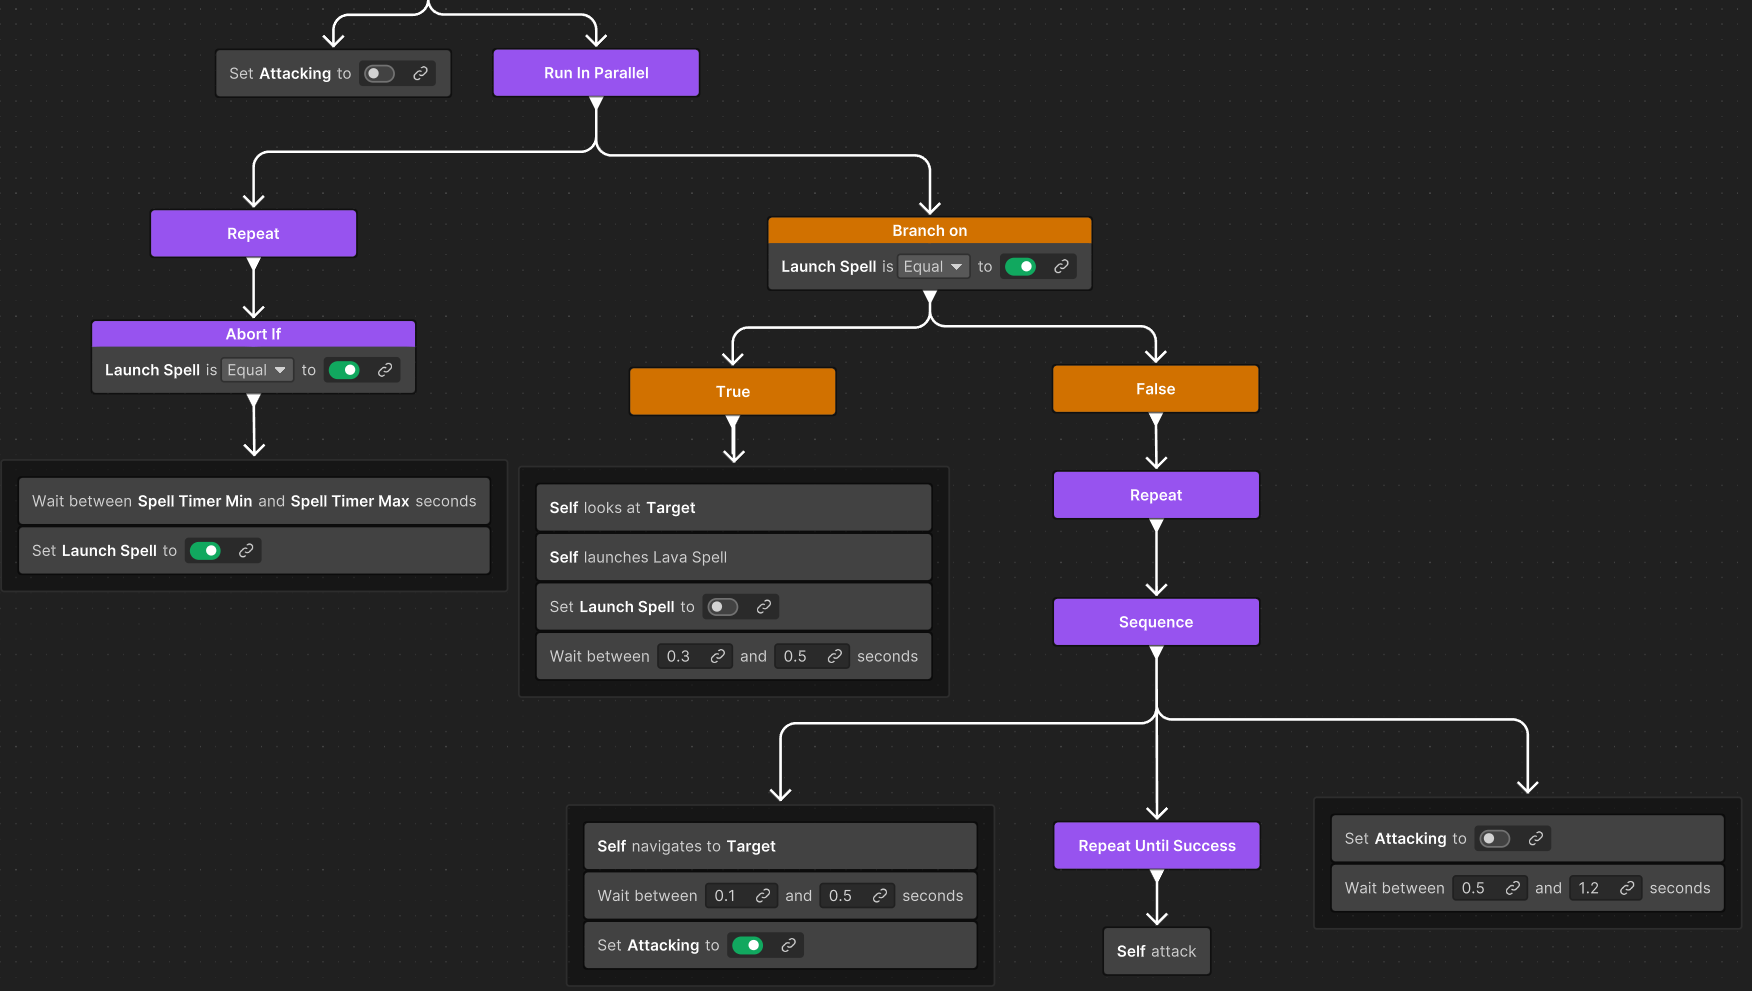 Set Attacking to
Run In Parallel
Repeat
Branch on
Launch Spell is Equal to
Abort If
Launch Spell is Equal to
True
False
Wait between Spell Timer Min and Spell Timer Max seconds
Set Launch Spell to
Self looks at Target
Self launches Lava Spell
Set Launch Spell to
Wait between 0.3 and 0.5 seconds
Repeat
Sequence
Self navigates to Target
Wait between 0.1 and 0.5 seconds
Set Attacking to
Repeat Until Success
Self attack
Set Attacking to
Wait between 0.5 and 1.2 seconds